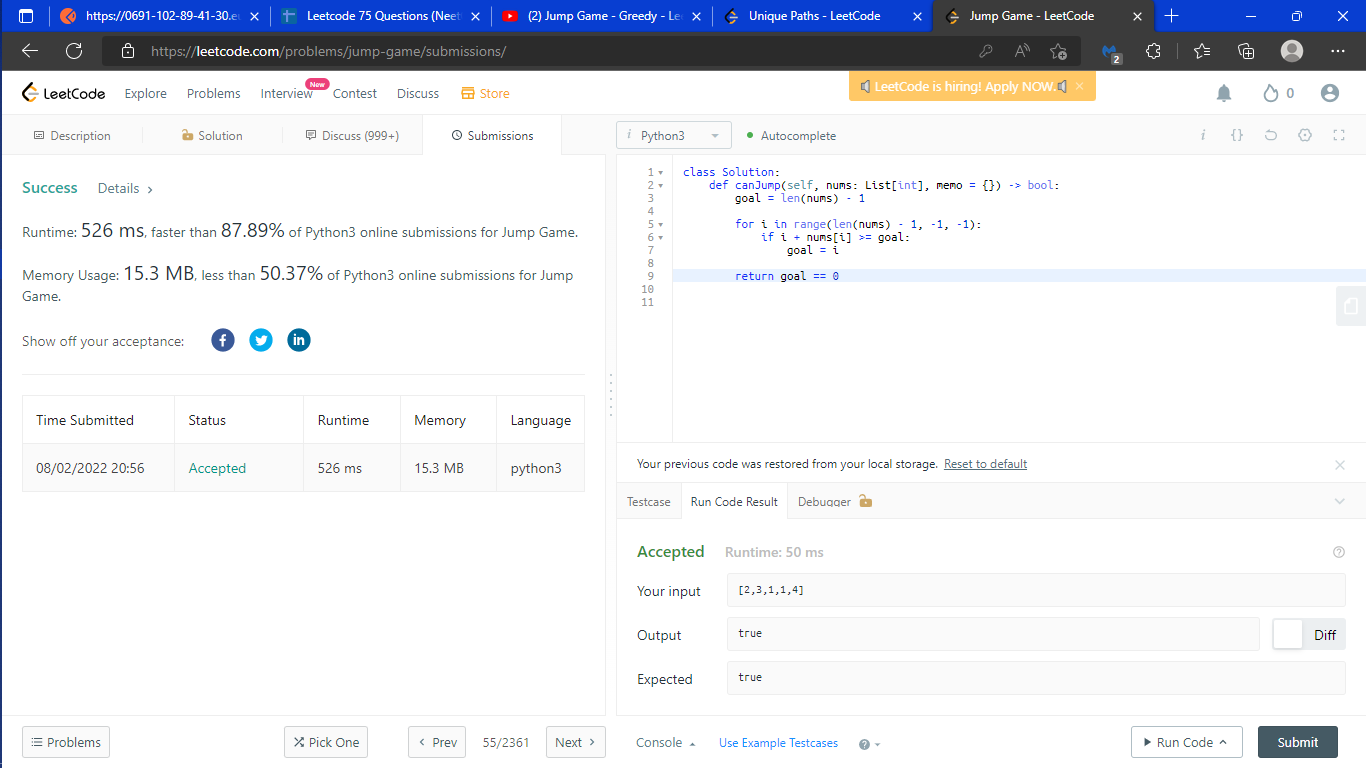 https://0691-102-89-41-30.eu
Leetcode 75 Questions (Neet
(2) Jump Game - Greedy - Le
Unique Paths - LeetCode
Jump Game - LeetCode
https://leetcode.com/problems/jump-game/submissions/
2
LeetCode
Explore
Problems
Interview
New
Contest
Discuss
Store
LeetCode is hiring! Apply NOW.
0
Description
Solution
Discuss (999+)
Submissions
i Python3
Autocomplete
i
{}
Success Details >
Runtime: 526 ms, faster than 87.89% of Python3 online submissions for Jump Game.
Memory Usage: 15.3 MB, less than 50.37% of Python3 online submissions for Jump
Game.
Show off your acceptance:
Time Submitted Status Runtime Memory Language
08/02/2022 20:56 Accepted 526 ms 15.3 MB python3
1 class Solution:
2     def canJump(self, nums: List[int], memo = {}) -> bool:
3         goal = len(nums) - 1
4
5         for i in range(len(nums) - 1, -1, -1):
6             if i + nums[i] >= goal:
7                 goal = i
8
9         return goal == 0
10
11
Your previous code was restored from your local storage. Reset to default
Testcase
Run Code Result
Debugger
Accepted Runtime: 50 ms
Your input [2,3,1,1,4]
Output true Diff
Expected true
Problems
Pick One
< Prev
55/2361
Next >
Console
Use Example Testcases
Run Code
Submit